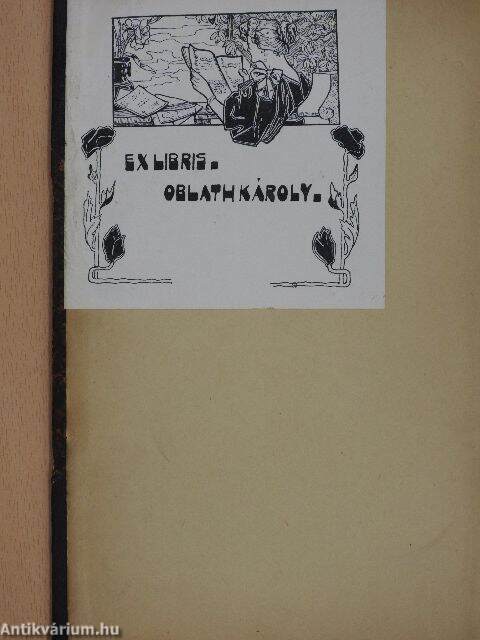 EX LIBRIS.
OBLATH KÁROLY.
Antikvárium.hu